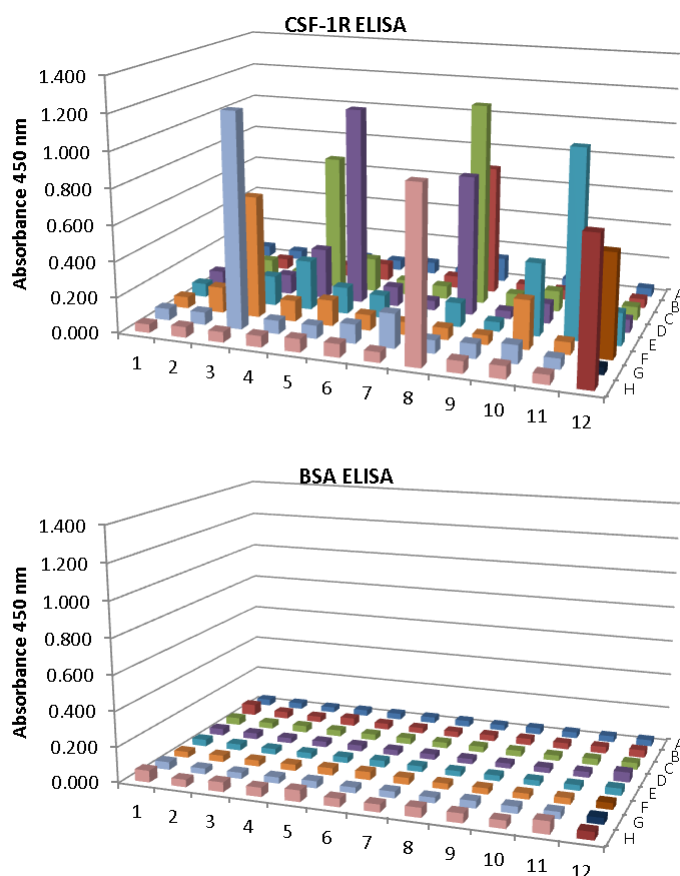 CSF-1R ELISA
1.400
1.200
1.000
0.800
0.600
0.400
0.200
0.000
Absorbance 450 nm
1 2 3 4 5 6 7 8 9 10 11 12
A
B
C
D
E
F
G
H
BSA ELISA
1.400
1.200
1.000
0.800
0.600
0.400
0.200
0.000
Absorbance 450 nm
1 2 3 4 5 6 7 8 9 10 11 12
A
B
C
D
E
F
G
H